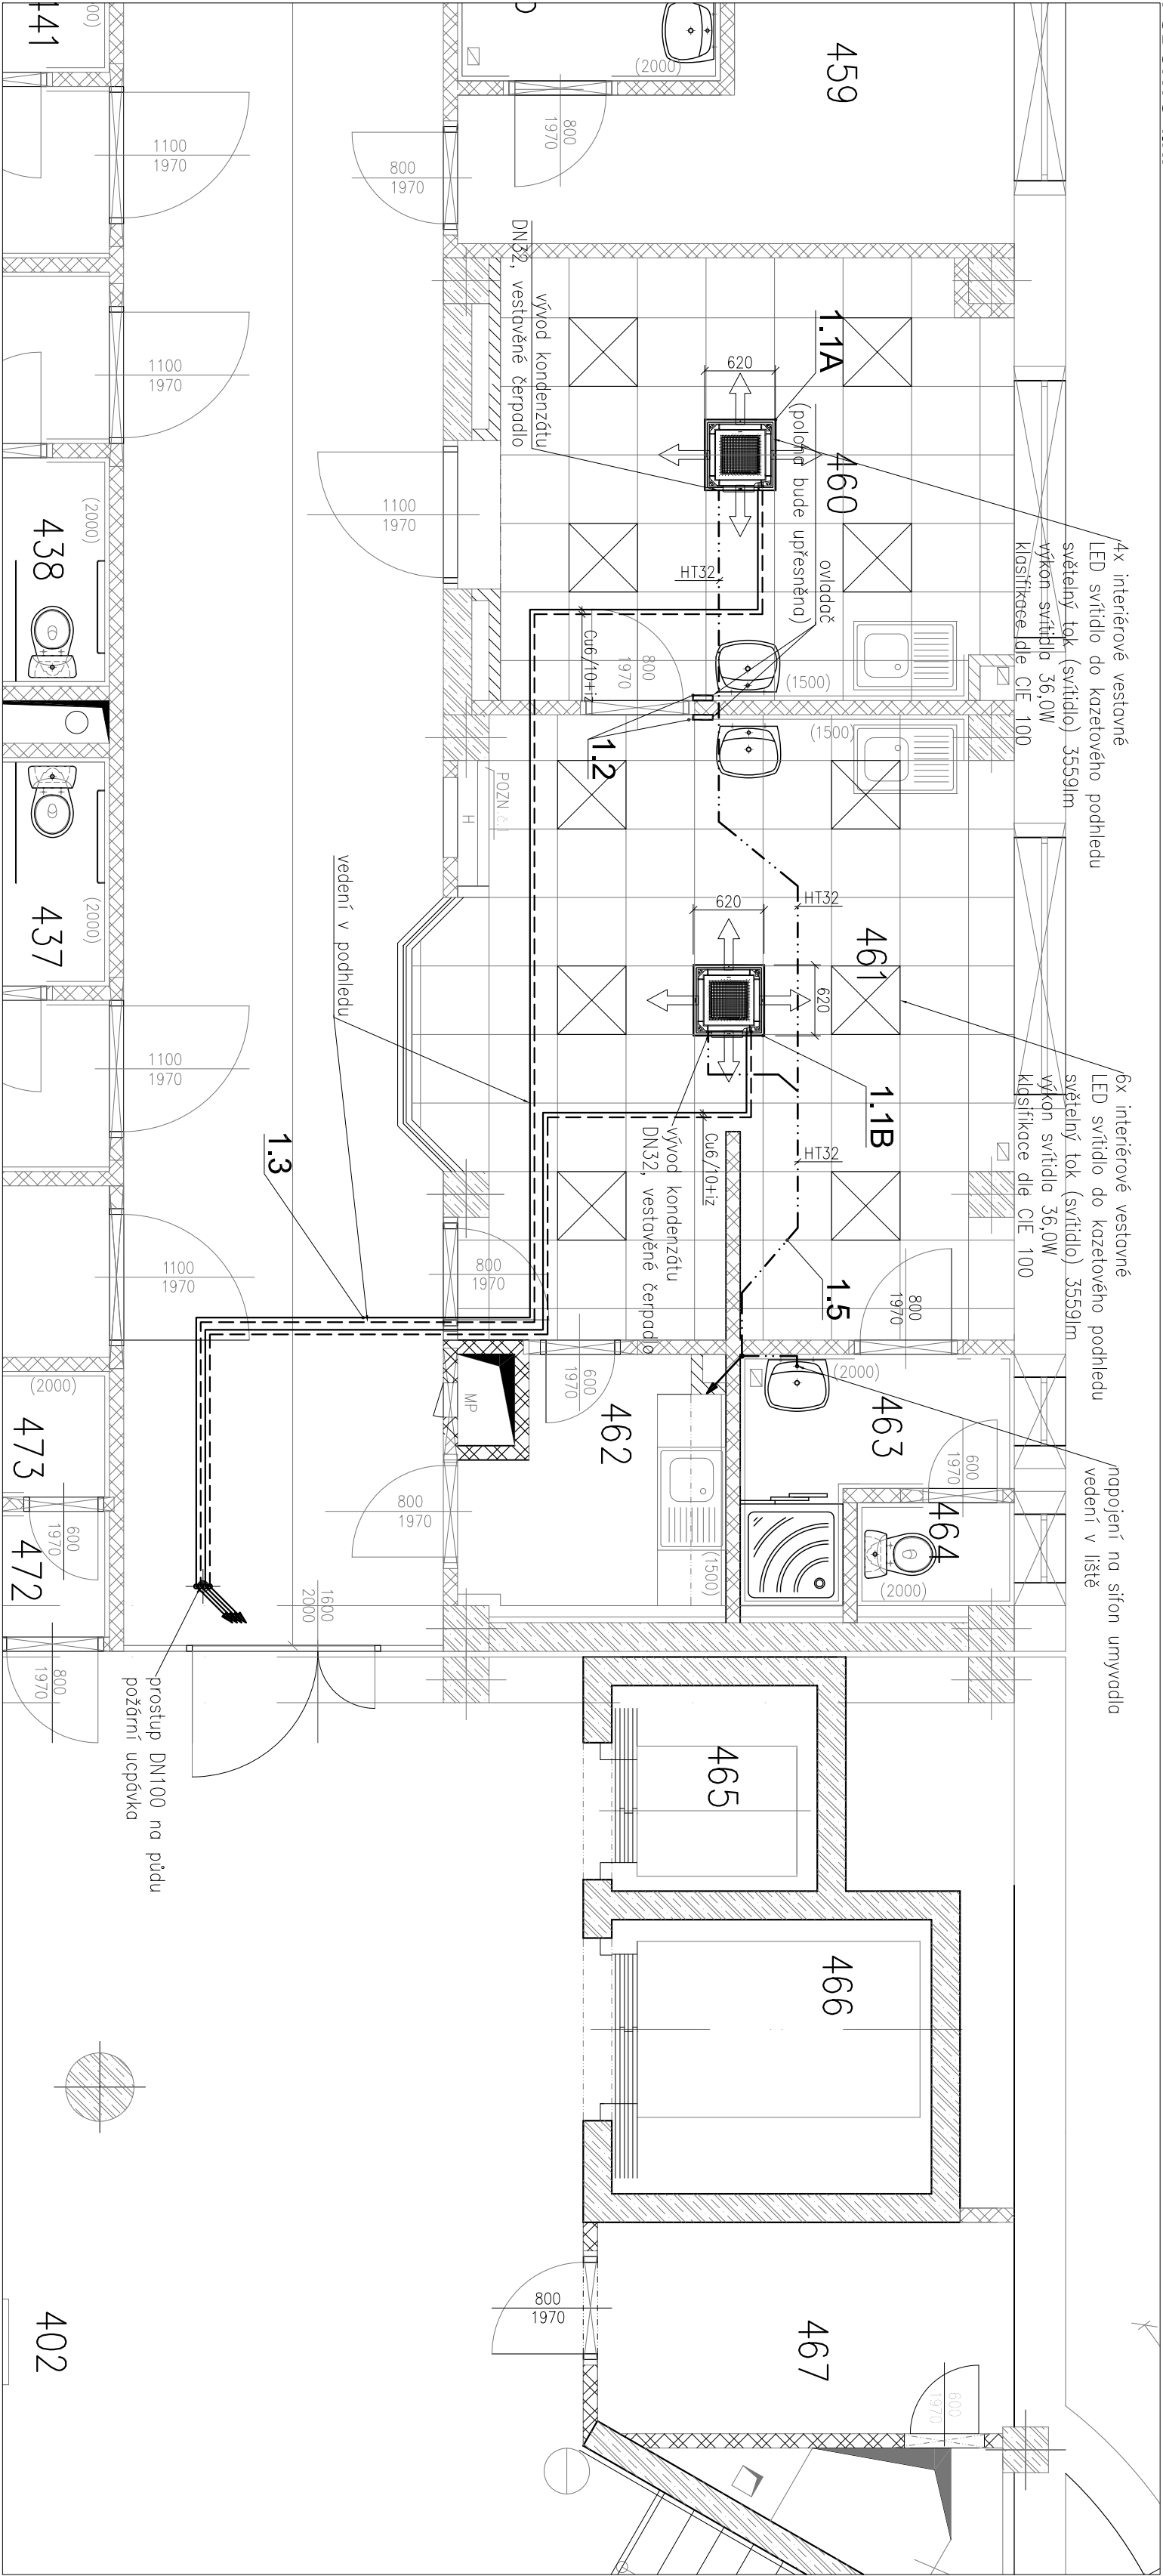 4x interiérové vestavné
LED svítidlo do kazetového podhledu
světelný tok (svítidlo) 3559lm
výkon svítidla 36,0W
klasifikace dle CIE 100
6x interiérové vestavné
LED svítidlo do kazetového podhledu
světelný tok (svítidlo) 3559lm
výkon svítidla 36,0W
klasifikace dle CIE 100
napojení na sifon umyvadla
vedení v liště
459
(2000)
800
1970
800
1970
1100
1970
1100
1970
1100
1970
1.1A
620
460
ovladač
(poloha bude upřesněna)
vývod kondenzátu
DN32, vestavěné čerpadlo
HT32
Cu6/10+iz
800
1970
(1500)
(1500)
1.2
POZN.č.
H
HT32
461
620
620
1.1B
HT32
vývod kondenzátu
DN32, vestavěné čerpadlo
Cu6/10+iz
1.5
800
1970
800
1970
600
1970
vedení v podhledu
1.3
462
MP
(1500)
463
(2000)
600
1970
464
(2000)
800
1970
1600
2000
prostup DN100 na půdu
požární ucpávka
441
438
(2000)
437
(2000)
1100
1970
1100
1970
473
(2000)
600
1970
472
800
1970
465
466
467
800
1970
600
1970
402